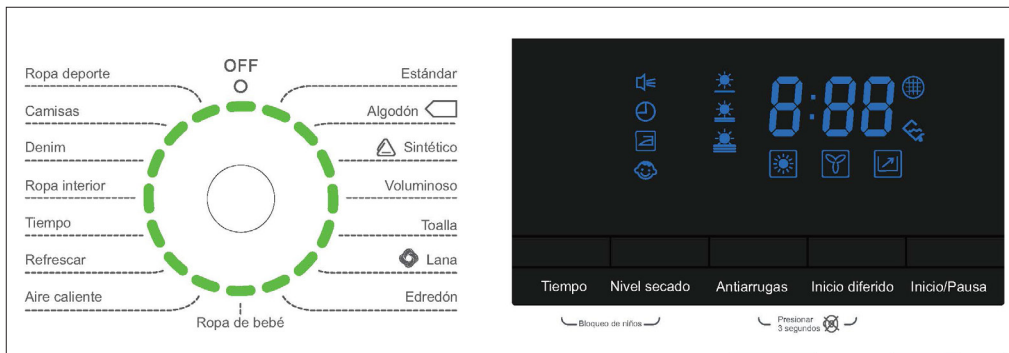 OFF
Ropa deporte
Camisas
Denim
Ropa interior
Tiempo
Refrescar
Aire caliente
Ropa de bebé
Estándar
Algodón
Sintético
Voluminoso
Toalla
Lana
Edredón
8:88
Tiempo Nivel secado Antiarrugas Inicio diferido Inicio/Pausa
Bloqueo de niños
Presionar
3 segundos